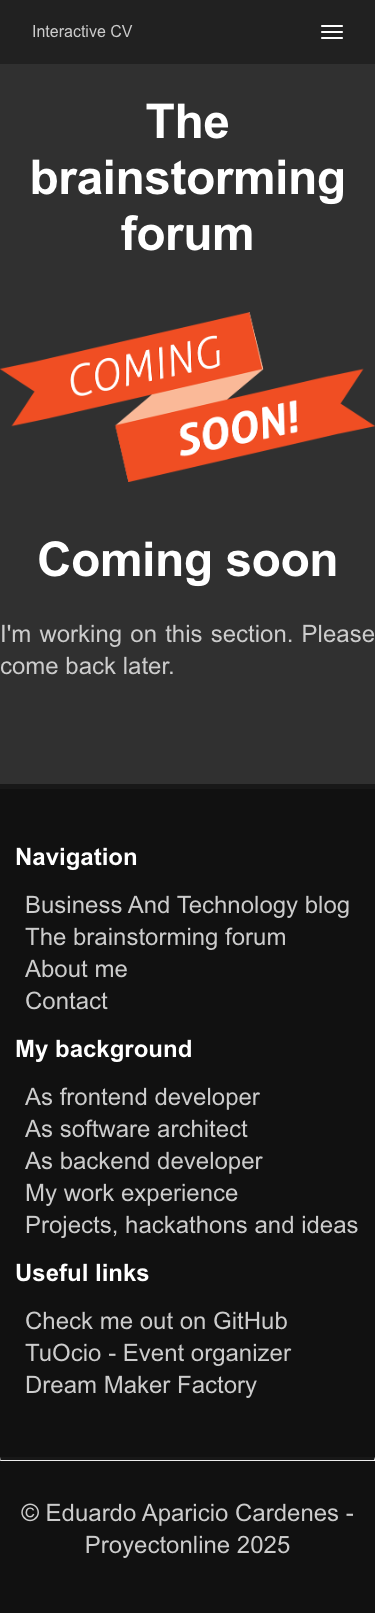 Interactive CV
The
brainstorming
forum
COMING
SOON!
Coming soon
I'm working on this section. Please
come back later.
Navigation
Business And Technology blog
The brainstorming forum
About me
Contact
My background
As frontend developer
As software architect
As backend developer
My work experience
Projects, hackathons and ideas
Useful links
Check me out on GitHub
TuOcio - Event organizer
Dream Maker Factory
© Eduardo Aparicio Cardenes -
Proyectonline 2025